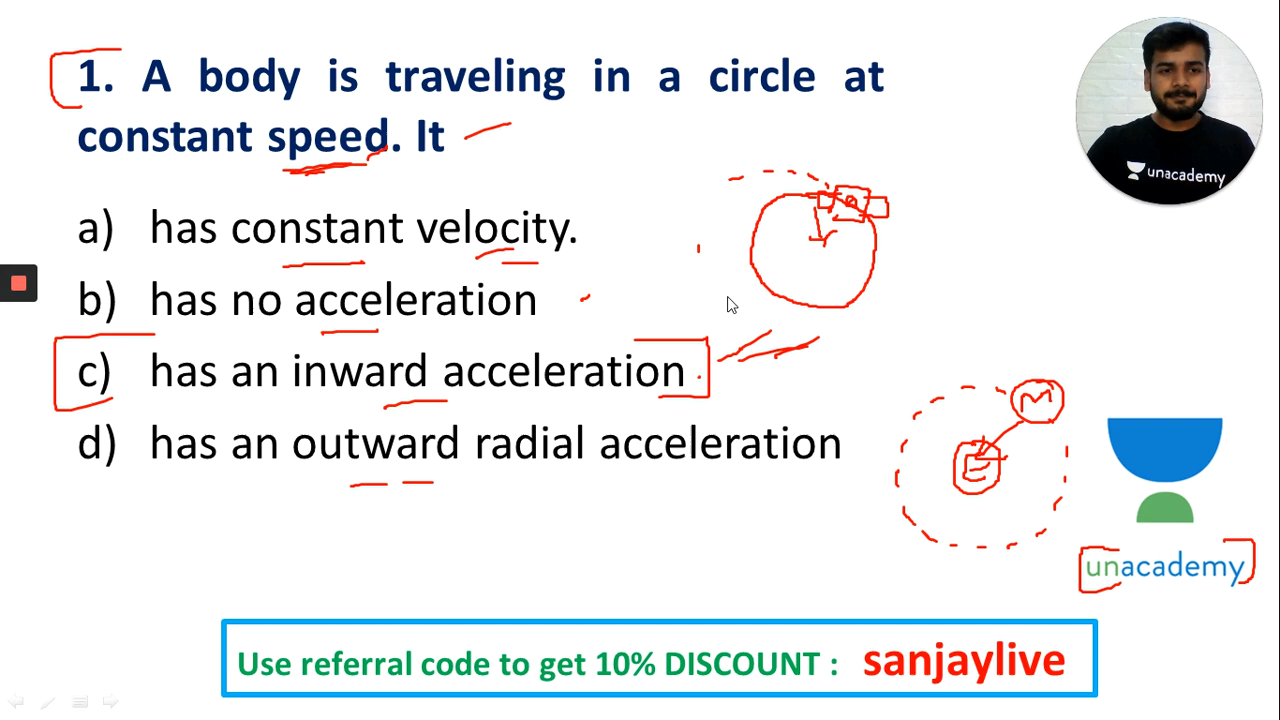 1. A body is traveling in a circle at
constant speed. It
a) has constant velocity.
b) has no acceleration
c) has an inward acceleration.
d) has an outward radial acceleration
unacademy
M
E
unacademy
Use referral code to get 10% DISCOUNT : sanjaylive